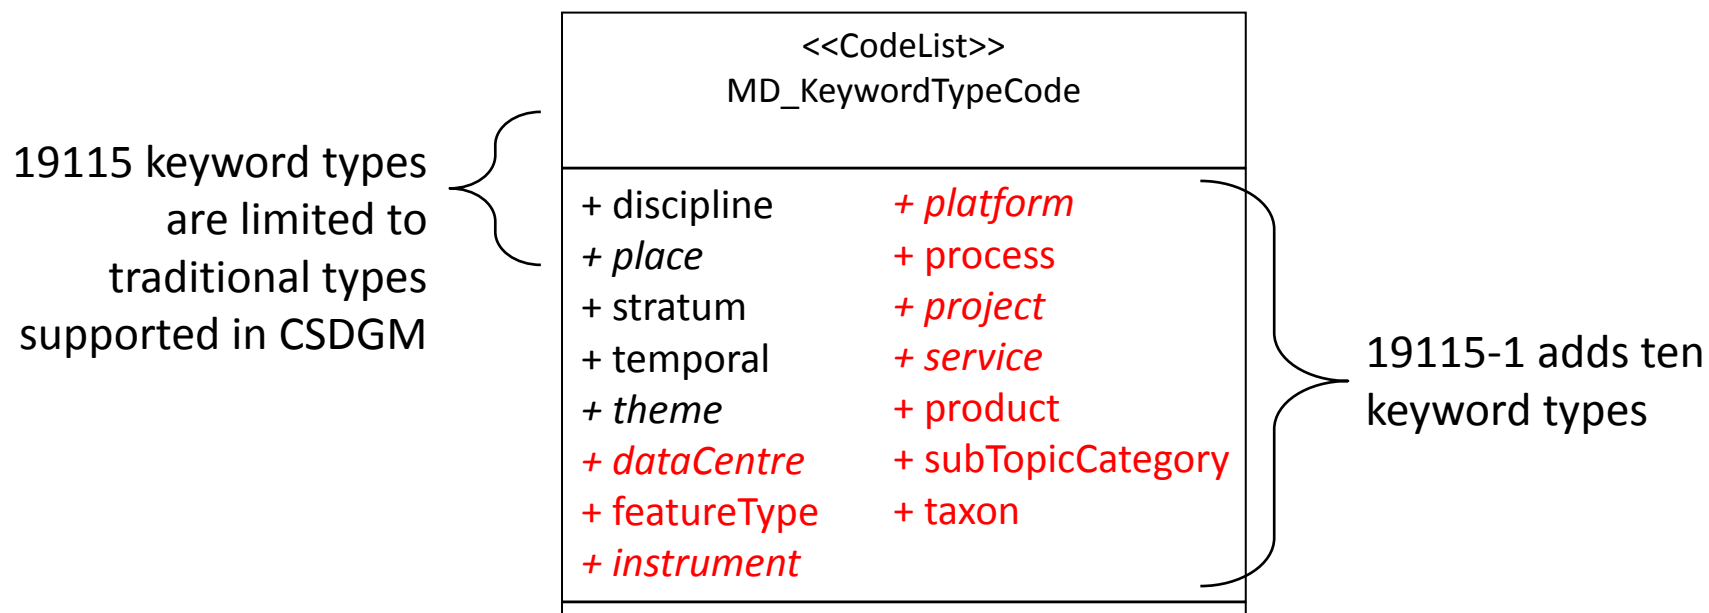 <<CodeList>>
MD_KeywordTypeCode
19115 keyword types
are limited to
traditional types
supported in CSDGM
+ discipline
+ place
+ stratum
+ temporal
+ theme
+ dataCentre
+ featureType
+ instrument
+ platform
+ process
+ project
+ service
+ product
+ subTopicCategory
+ taxon
19115-1 adds ten
keyword types